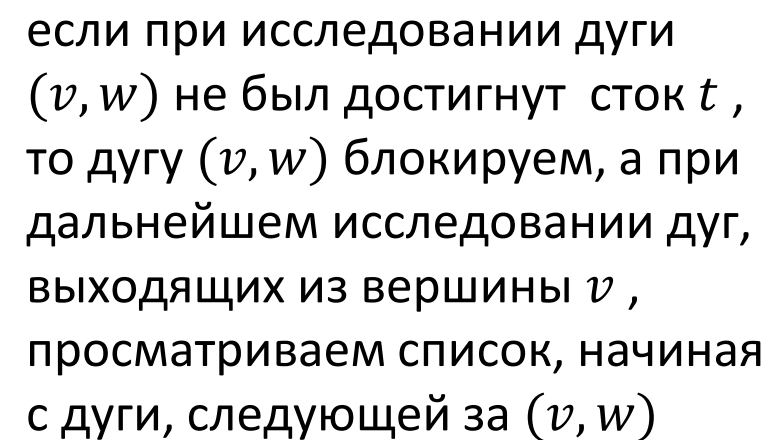 если при исследовании дуги
(𝑣, 𝑤) не был достигнут сток 𝑡 ,
то дугу (𝑣, 𝑤) блокируем, а при
дальнейшем исследовании дуг,
выходящих из вершины 𝑣 ,
просматриваем список, начиная
с дуги, следующей за (𝑣, 𝑤)